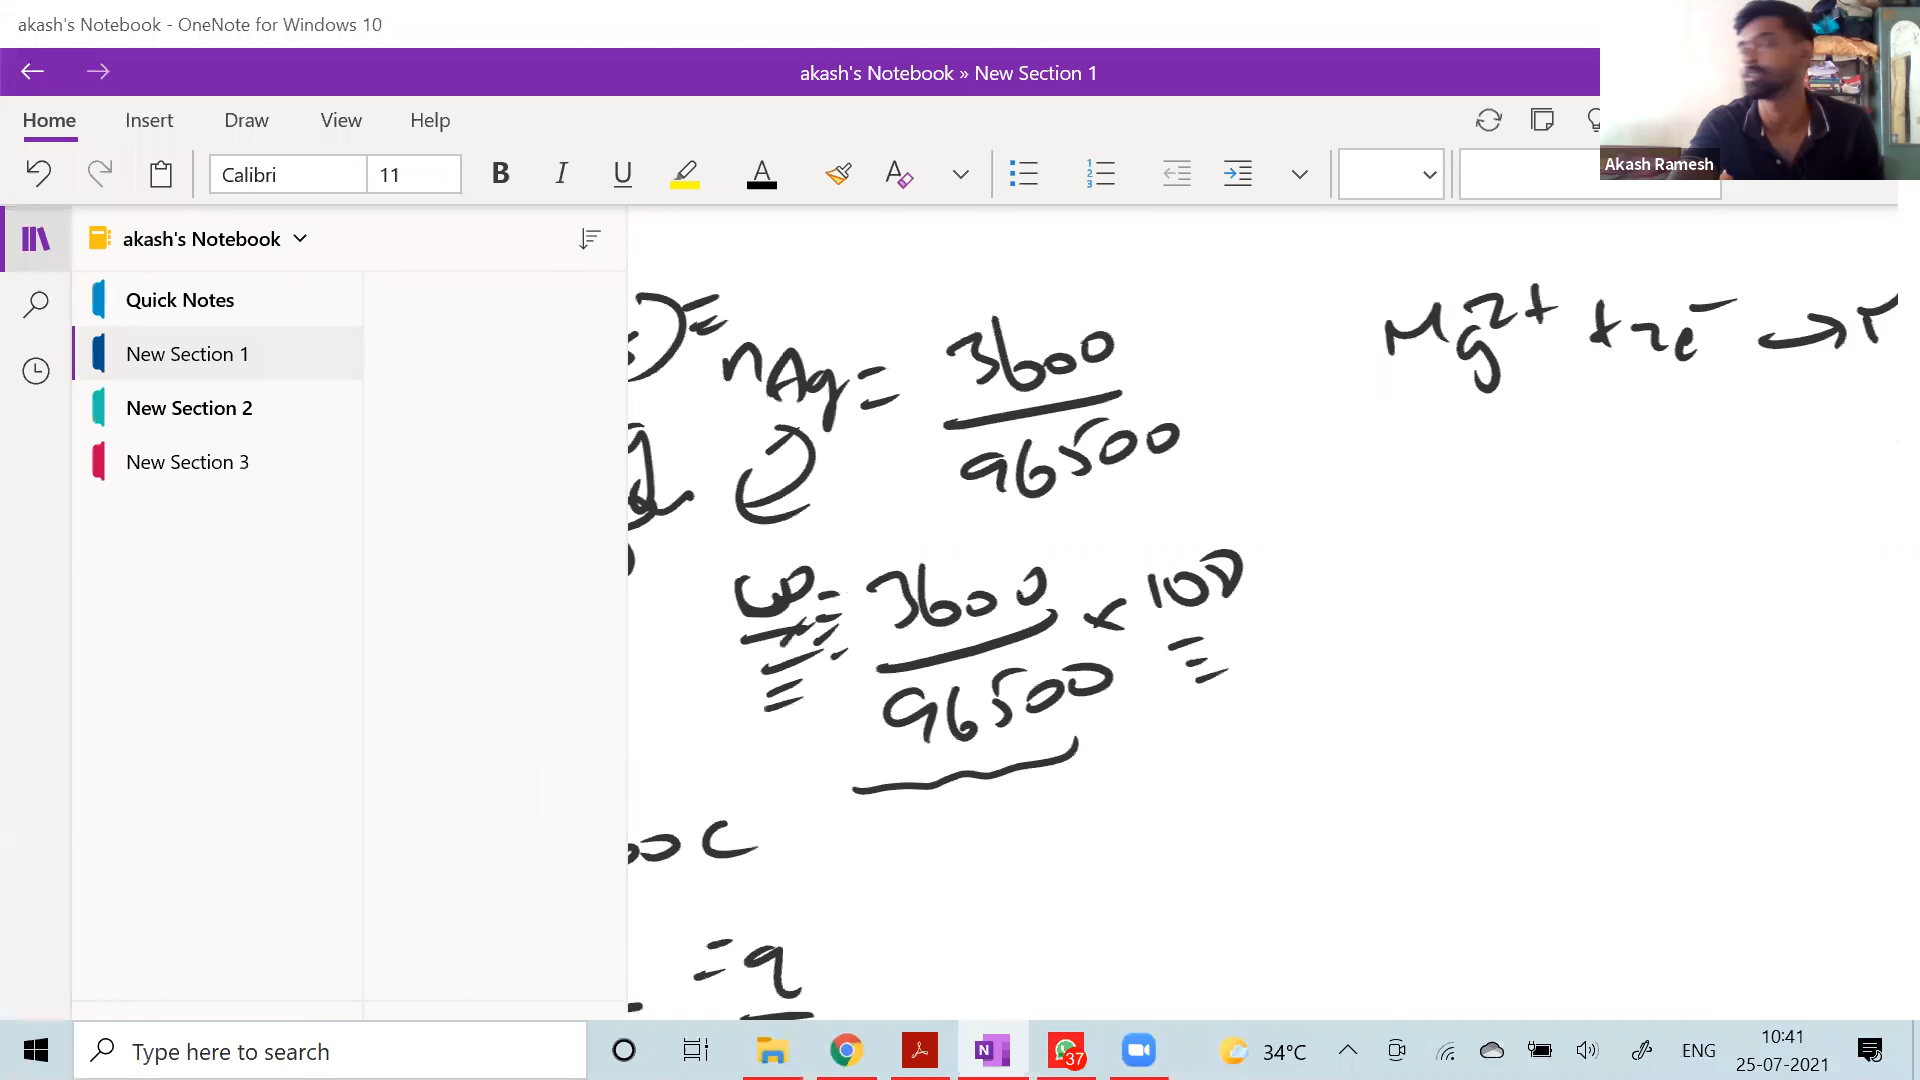 akash's Notebook - OneNote for Windows 10
akash's Notebook » New Section 1
Home Insert Draw View Help
Calibri 11 B I U A A
Akash Ramesh
akash's Notebook
Quick Notes
New Section 1
New Section 2
New Section 3
nAg = 3600
96500
Mg2+ + 2e- →
ω = 3600 × 108
96500
00 C
= q
Type here to search
37
34°C
ENG
10:41
25-07-2021